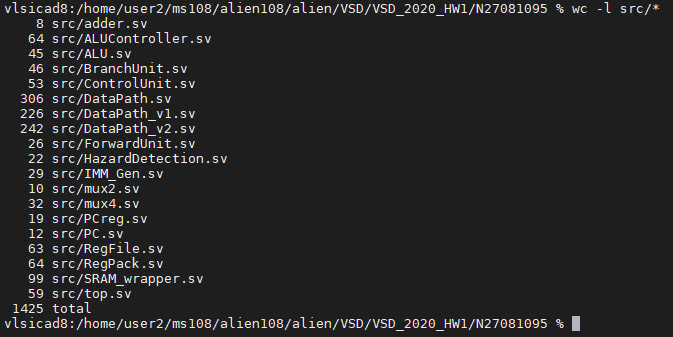 vlsicad8:/home/user2/ms108/alien108/alien/VSD/VSD_2020_HW1/N27081095 % wc -l src/*
8 src/adder.sv
64 src/ALUController.sv
45 src/ALU.sv
46 src/BranchUnit.sv
53 src/ControlUnit.sv
306 src/DataPath.sv
226 src/DataPath_v1.sv
242 src/DataPath_v2.sv
26 src/ForwardUnit.sv
22 src/HazardDetection.sv
29 src/IMM_Gen.sv
10 src/mux2.sv
32 src/mux4.sv
19 src/PCreg.sv
12 src/PC.sv
63 src/RegFile.sv
64 src/RegPack.sv
99 src/SRAM_wrapper.sv
59 src/top.sv
1425 total
vlsicad8:/home/user2/ms108/alien108/alien/VSD/VSD_2020_HW1/N27081095 %